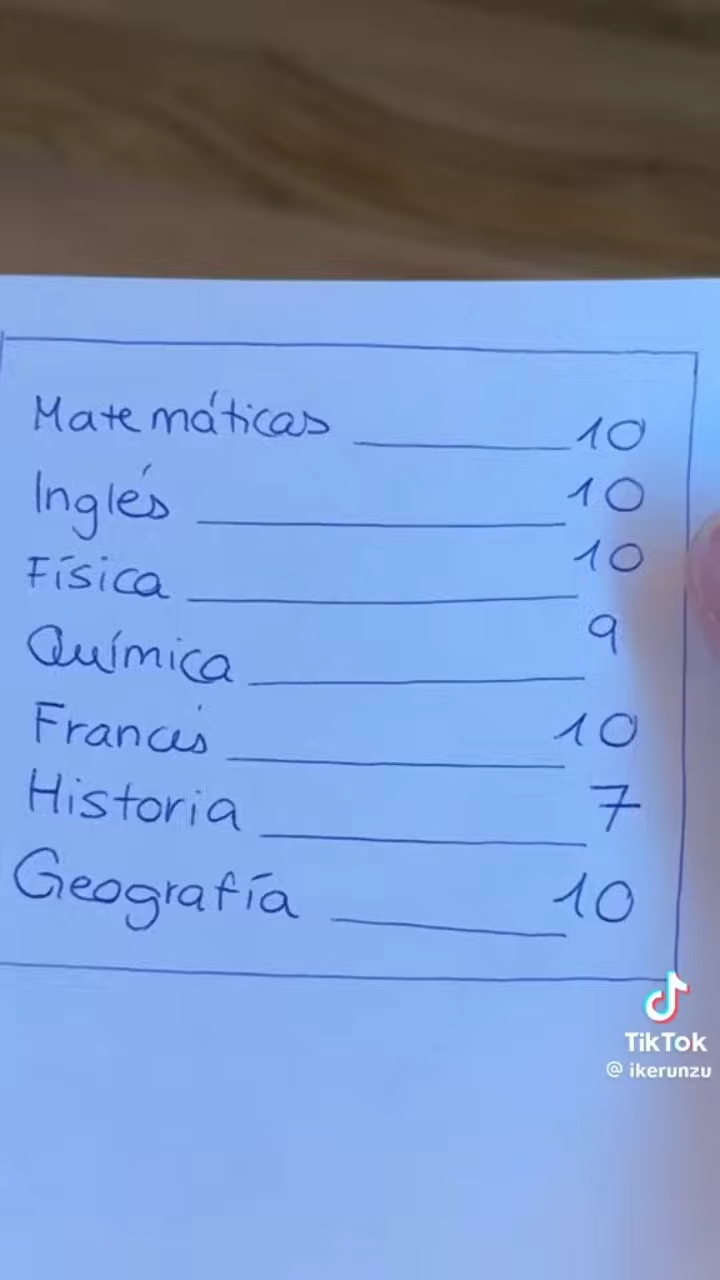 Matemáticas 10
Inglés 10
Física 10
Química 9
Francés 10
Historia 7
Geografía 10
TikTok
@ikerunzu